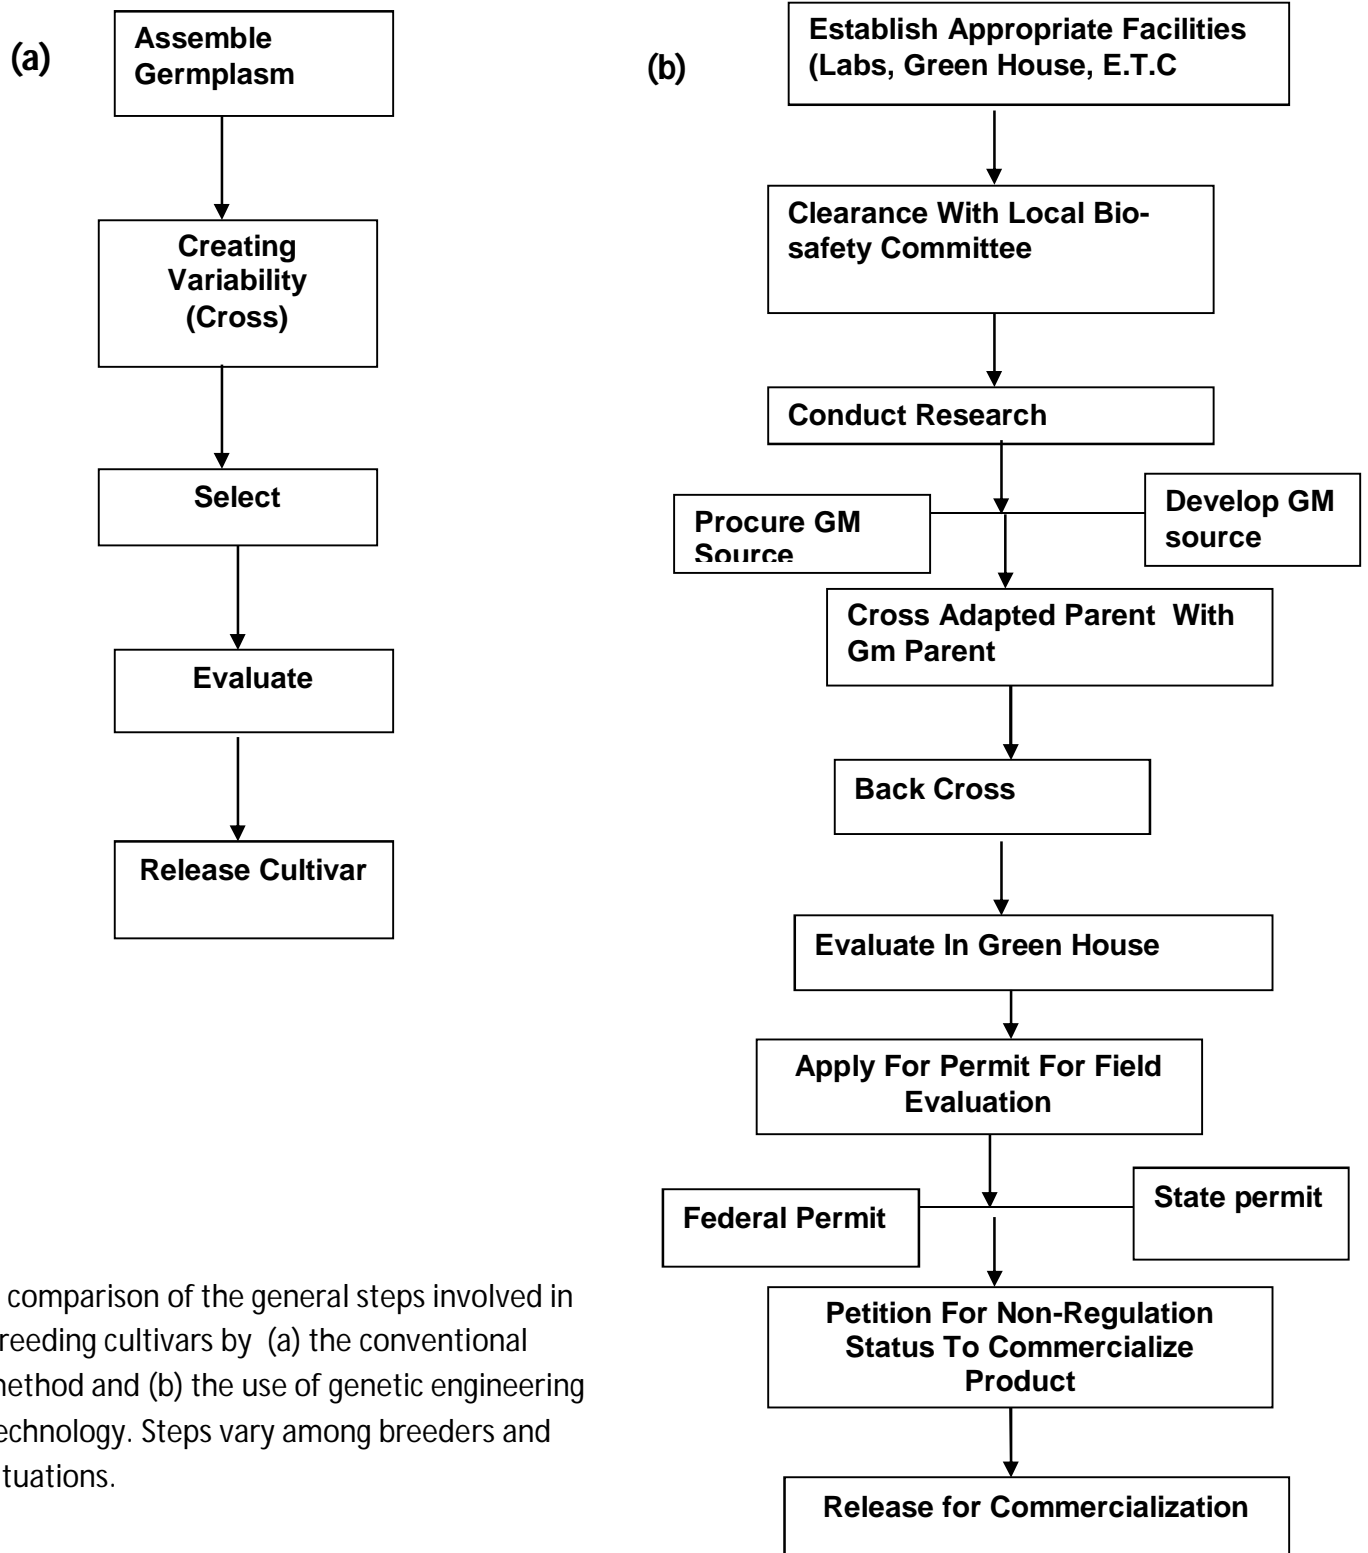 (a)
Assemble
Germplasm
Creating
Variability
(Cross)
Select
Evaluate
Release Cultivar
(b)
Establish Appropriate Facilities
(Labs, Green House, E.T.C
Clearance With Local Bio-
safety Committee
Conduct Research
Procure GM
Source
Develop GM
source
Cross Adapted Parent With
Gm Parent
Back Cross
Evaluate In Green House
Apply For Permit For Field
Evaluation
Federal Permit
State permit
Petition For Non-Regulation
Status To Commercialize
Product
Release for Commercialization
comparison of the general steps involved in
reeding cultivars by (a) the conventional
ethod and (b) the use of genetic engineering
echnology. Steps vary among breeders and
tuations.